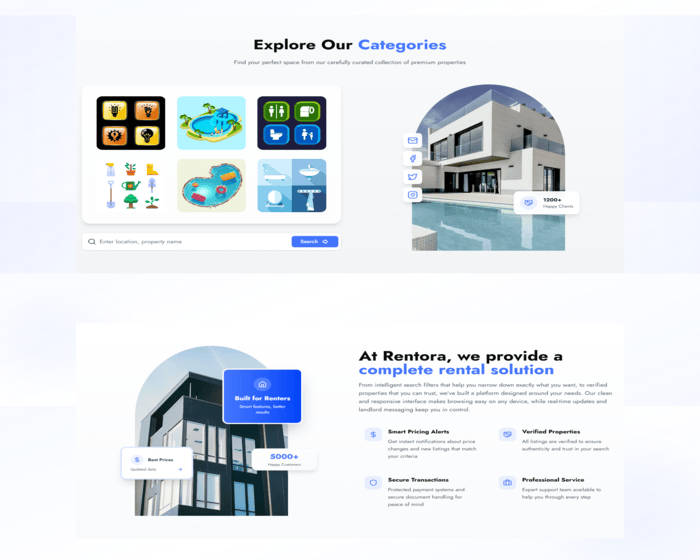 Explore Our Categories
Find your perfect space from our carefully curated collection of premium properties
1200+
Happy Clients
Enter location, property name
Search
Built for Renters
Smart features, better
results
Best Prices
Updated daily
5000+
Happy Customers
At Rentora, we provide a
complete rental solution
From intelligent search filters that help you narrow down exactly what you want, to verified
properties that you can trust, we've built a platform designed around your needs. Our clean
and responsive interface makes browsing easy on any device, while real-time updates and
landlord messaging keep you in control.
Smart Pricing Alerts
Get instant notifications about price
changes and new listings that match
your criteria
Verified Properties
All listings are verified to ensure
authenticity and trust in your search
Secure Transactions
Protected payment systems and
secure document handling for
peace of mind
Professional Service
Expert support team available to
help you through every step